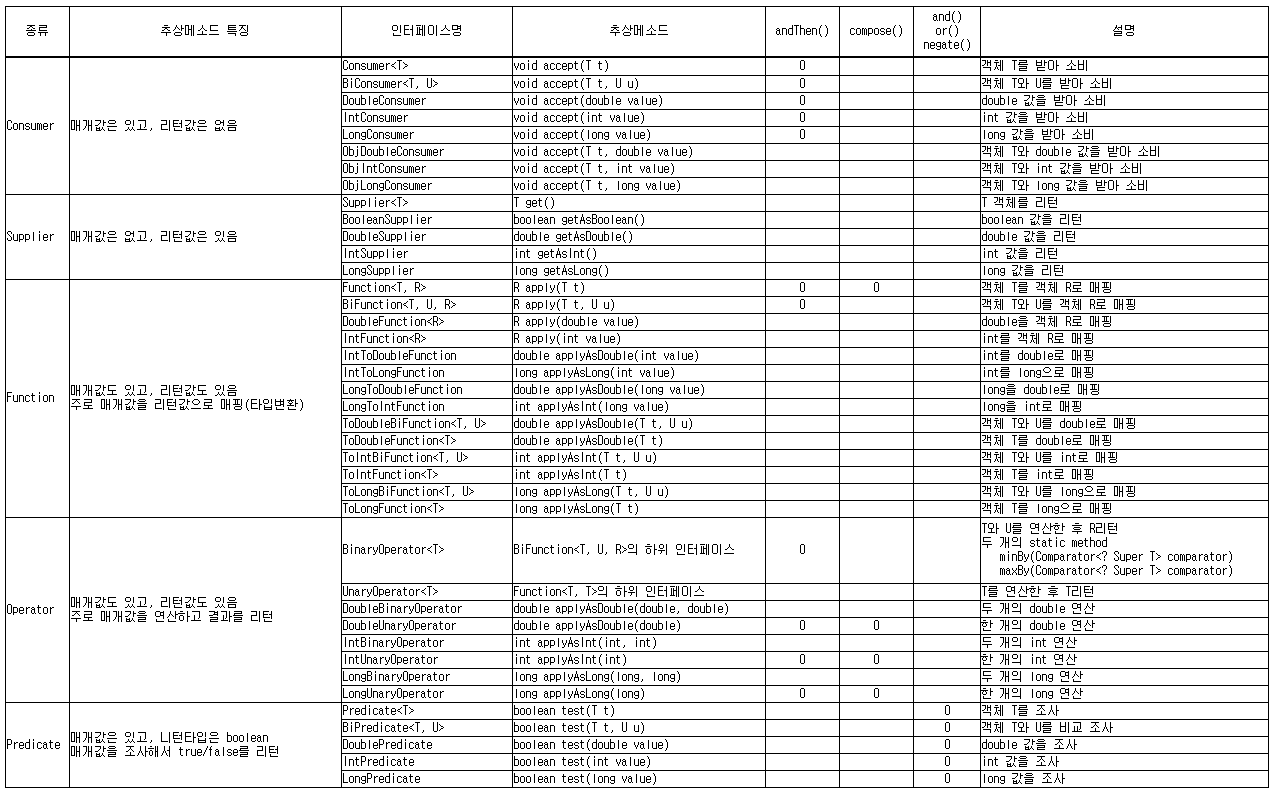 종류 추상메소드 특징 인터페이스명 추상메소드 andThen() compose() and() 설명
or()
negate()
Consumer 매개값은 있고, 리턴값은 없음
Consumer<T> void accept(T t) O 객체 T를 받아 소비
BiConsumer<T, U> void accept(T t, U u) O 객체 T와 U를 받아 소비
DoubleConsumer void accept(double value) O double 값을 받아 소비
IntConsumer void accept(int value) O int 값을 받아 소비
LongConsumer void accept(long value) O long 값을 받아 소비
ObjDoubleConsumer void accept(T t, double value) 객체 T와 double 값을 받아 소비
ObjIntConsumer void accept(T t, int value) 객체 T와 int 값을 받아 소비
ObjLongConsumer void accept(T t, long value) 객체 T와 long 값을 받아 소비
Supplier 매개값은 없고, 리턴값은 있음
Supplier<T> T get() T 객체를 리턴
BooleanSupplier boolean getAsBoolean() boolean 값을 리턴
DoubleSupplier double getAsDouble() double 값을 리턴
IntSupplier int getAsInt() int 값을 리턴
LongSupplier long getAsLong() long 값을 리턴
Function 매개값도 있고, 리턴값도 있음
주로 매개값을 리턴값으로 매핑(타입변환)
Function<T, R> R apply(T t) O O 객체 T를 객체 R로 매핑
BiFunction<T, U, R> R apply(T t, U u) O 객체 T와 U를 객체 R로 매핑
DoubleFunction<R> R apply(double value) double을 객체 R로 매핑
IntFunction<R> R apply(int value) int를 객체 R로 매핑
IntToDoubleFunction double applyAsDouble(int value) int를 double로 매핑
IntToLongFunction long applyAsLong(int value) int를 long으로 매핑
LongToDoubleFunction double applyAsDouble(long value) long을 double로 매핑
LongToIntFunction int applyAsInt(long value) long을 int로 매핑
ToDoubleBiFunction<T, U> double applyAsDouble(T t, U u) 객체 T와 U를 double로 매핑
ToDoubleFunction<T> double applyAsDouble(T t) 객체 T를 double로 매핑
ToIntBiFunction<T, U> int applyAsInt(T t, U u) 객체 T와 U를 int로 매핑
ToIntFunction<T> int applyAsInt(T t) 객체 T를 int로 매핑
ToLongBiFunction<T, U> long applyAsLong(T t, U u) 객체 T와 U를 long으로 매핑
ToLongFunction<T> long applyAsLong(T t) 객체 T를 long으로 매핑
Operator 매개값도 있고, 리턴값도 있음
주로 매개값을 연산하고 결과를 리턴
BinaryOperator<T> BiFunction<T, U, R>의 하위 인터페이스 O T와 U를 연산한 후 R리턴
두 개의 static method
minBy(Comparator<? Super T> comparator)
maxBy(Comparator<? Super T> comparator)
UnaryOperator<T> Function<T, T>의 하위 인터페이스 T를 연산한 후 T리턴
DoubleBinaryOperator double applyAsDouble(double, double) 두 개의 double 연산
DoubleUnaryOperator double applyAsDouble(double) O O 한 개의 double 연산
IntBinaryOperator int applyAsInt(int, int) 두 개의 int 연산
IntUnaryOperator int applyAsInt(int) O O 한 개의 int 연산
LongBinaryOperator long applyAsLong(long, long) 두 개의 long 연산
LongUnaryOperator long applyAsLong(long) O O 한 개의 long 연산
Predicate 매개값은 있고, 니턴타입은 boolean
매개값을 조사해서 true/false를 리턴
Predicate<T> boolean test(T t) O 객체 T를 조사
BiPredicate<T, U> boolean test(T t, U u) O 객체 T와 U를 비교 조사
DoublePredicate boolean test(double value) O double 값을 조사
IntPredicate boolean test(int value) O int 값을 조사
LongPredicate boolean test(long value) O long 값을 조사